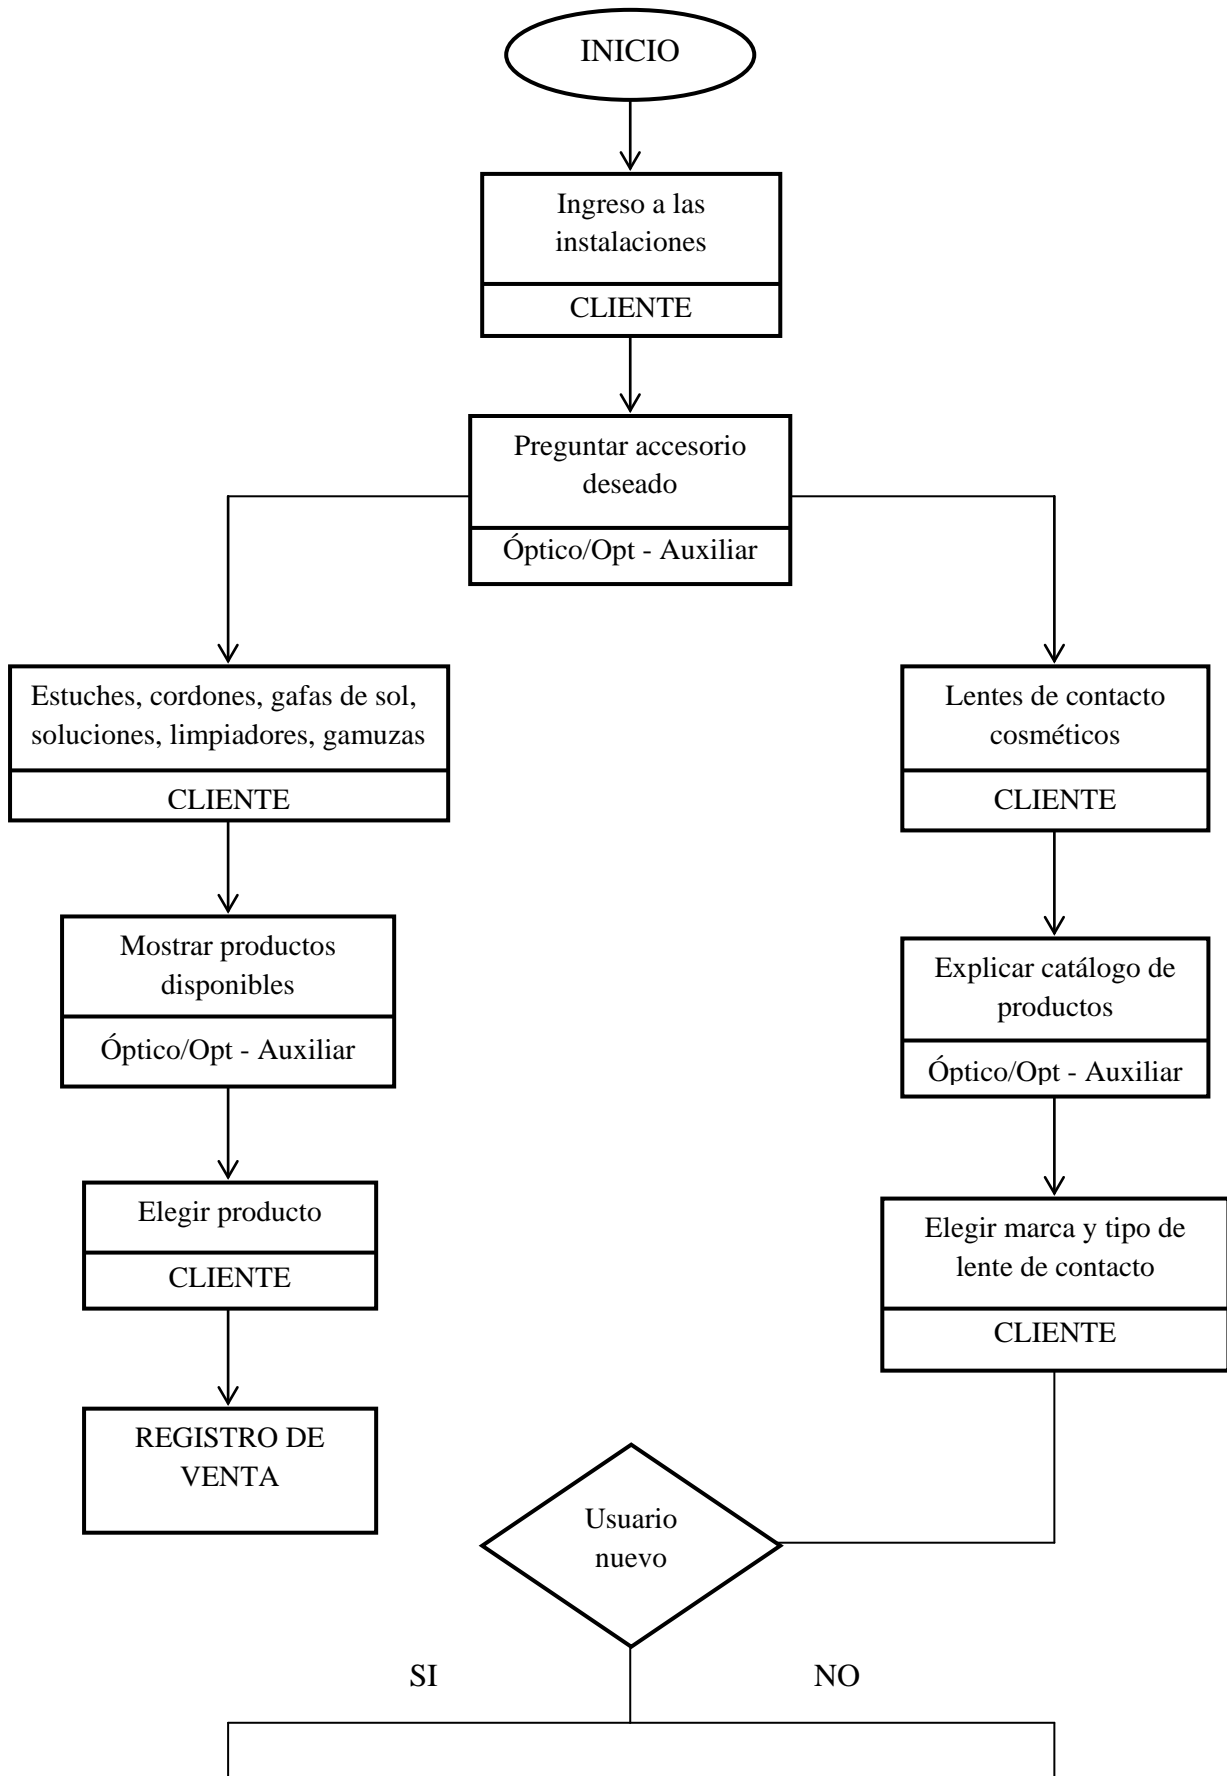 INICIO
Ingreso a las
instalaciones
CLIENTE
Preguntar accesorio
deseado
Óptico/Opt - Auxiliar
Estuches, cordones, gafas de sol,
soluciones, limpiadores, gamuzas
CLIENTE
Lentes de contacto
cosméticos
CLIENTE
Mostrar productos
disponibles
Óptico/Opt - Auxiliar
Explicar catálogo de
productos
Óptico/Opt - Auxiliar
Elegir producto
CLIENTE
Elegir marca y tipo de
lente de contacto
CLIENTE
REGISTRO DE
VENTA
Usuario
nuevo
SI
NO